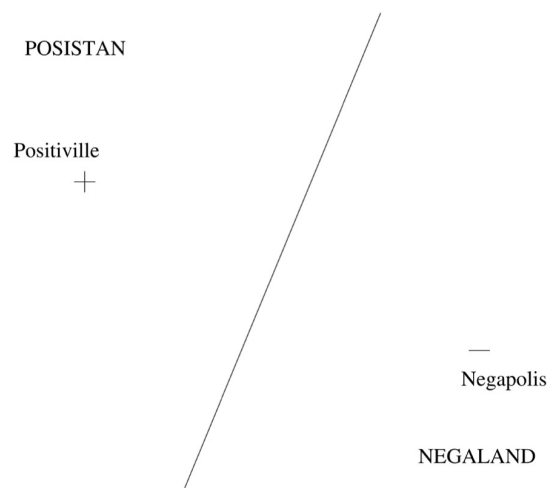 POSISTAN
Positiville
+
−
Negapolis
NEGALAND